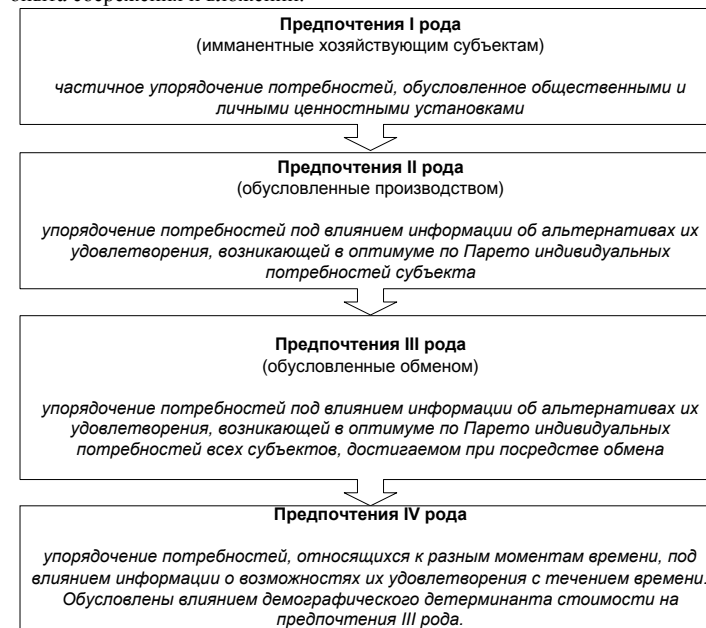 опыта сбережения и вложений.
Предпочтения I рода
(имманентные хозяйствующим субъектам)
частичное упорядочение потребностей, обусловленное общественными и
личными ценностными установками
Предпочтения II рода
(обусловленные производством)
упорядочение потребностей под влиянием информации об альтернативах их
удовлетворения, возникающей в оптимуме по Парето индивидуальных
потребностей субъекта
Предпочтения III рода
(обусловленные обменом)
упорядочение потребностей под влиянием информации об альтернативах их
удовлетворения, возникающей в оптимуме по Парето индивидуальных
потребностей всех субъектов, достигаемом при посредстве обмена
Предпочтения IV рода
упорядочение потребностей, относящихся к разным моментам времени, под
влиянием информации о возможностях их удовлетворения с течением времени.
Обусловлены влиянием демографического детерминанта стоимости на
предпочтения III рода.